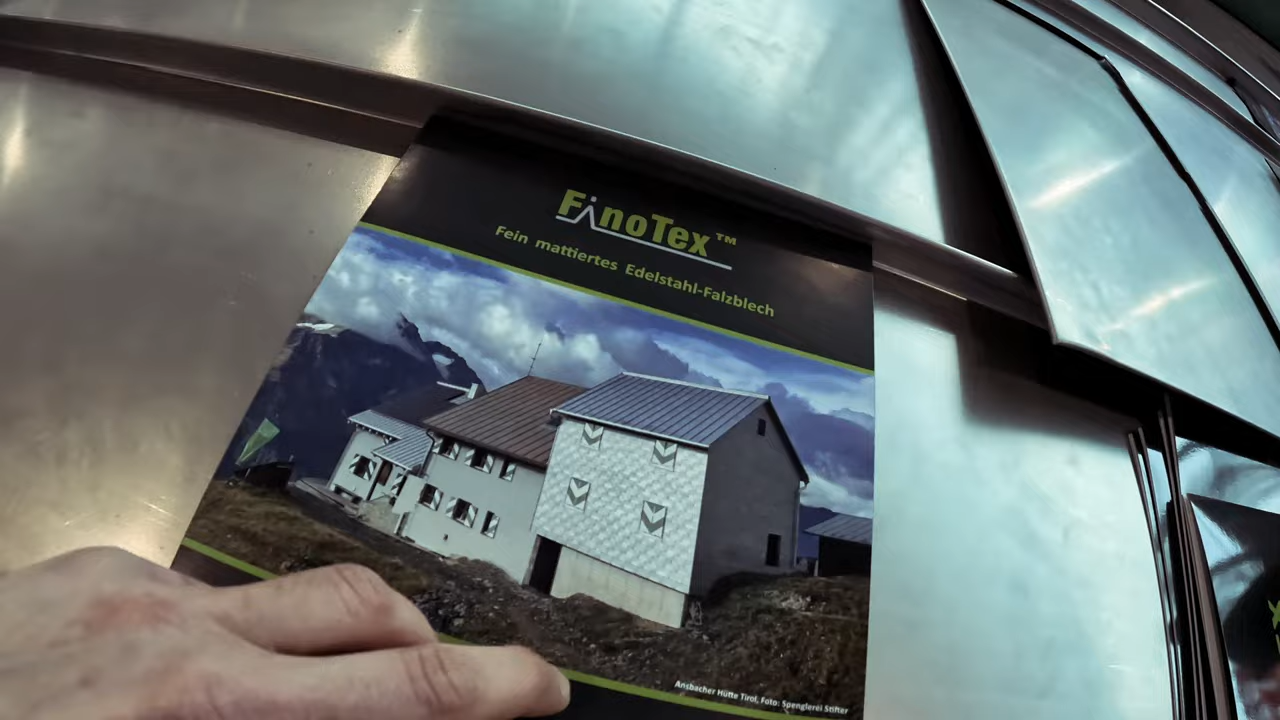 FinoTex™
Fein mattiertes Edelstahl-Falzblech
Ansbacher Hütte Tirol, Foto: Spenglerei Stifter